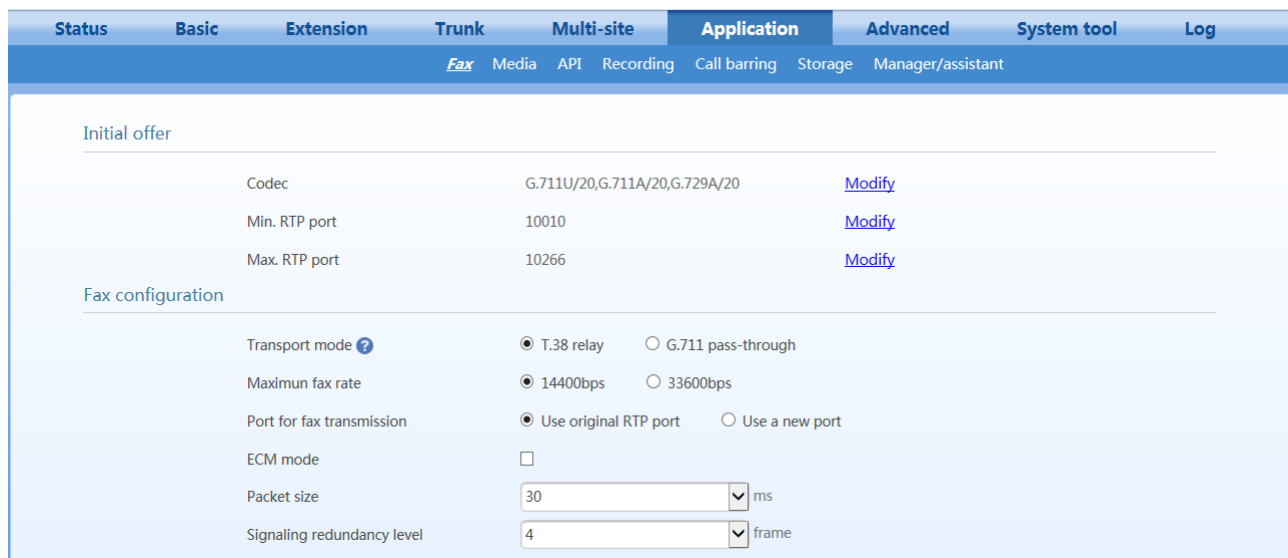 Status Basic Extension Trunk Multi-site Application Advanced System tool Log
Fax Media API Recording Call barring Storage Manager/assistant
Initial offer
Codec G.711U/20,G.711A/20,G.729A/20 Modify
Min. RTP port 10010 Modify
Max. RTP port 10266 Modify
Fax configuration
Transport mode ? T.38 relay G.711 pass-through
Maximun fax rate 14400bps 33600bps
Port for fax transmission Use original RTP port Use a new port
ECM mode
Packet size 30 ms
Signaling redundancy level 4 frame